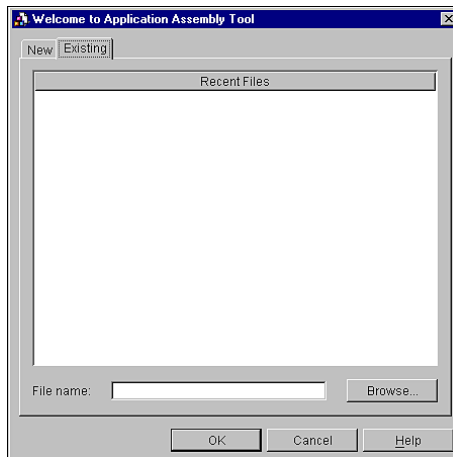 Welcome to Application Assembly Tool
New Existing
Recent Files
File name: Browse...
OK Cancel Help